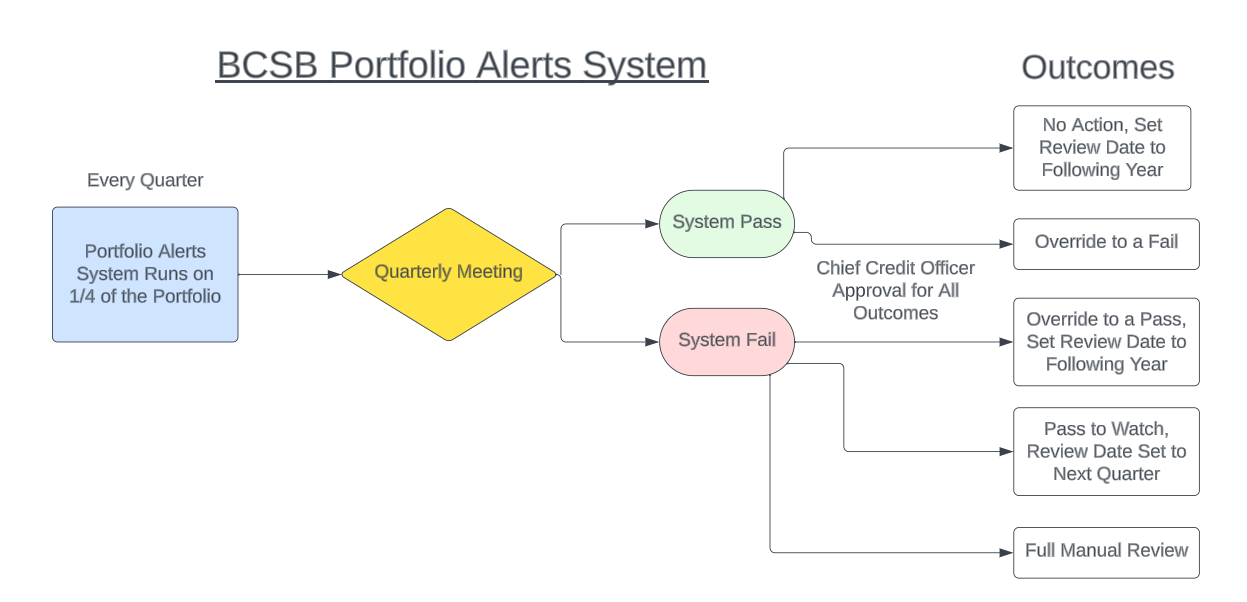 BCSB Portfolio Alerts System
Outcomes
Every Quarter
Portfolio Alerts
System Runs on
1/4 of the Portfolio
Quarterly Meeting
System Pass
System Fail
Chief Credit Officer
Approval for All
Outcomes
No Action, Set
Review Date to
Following Year
Override to a Fail
Override to a Pass,
Set Review Date to
Following Year
Pass to Watch,
Review Date Set to
Next Quarter
Full Manual Review